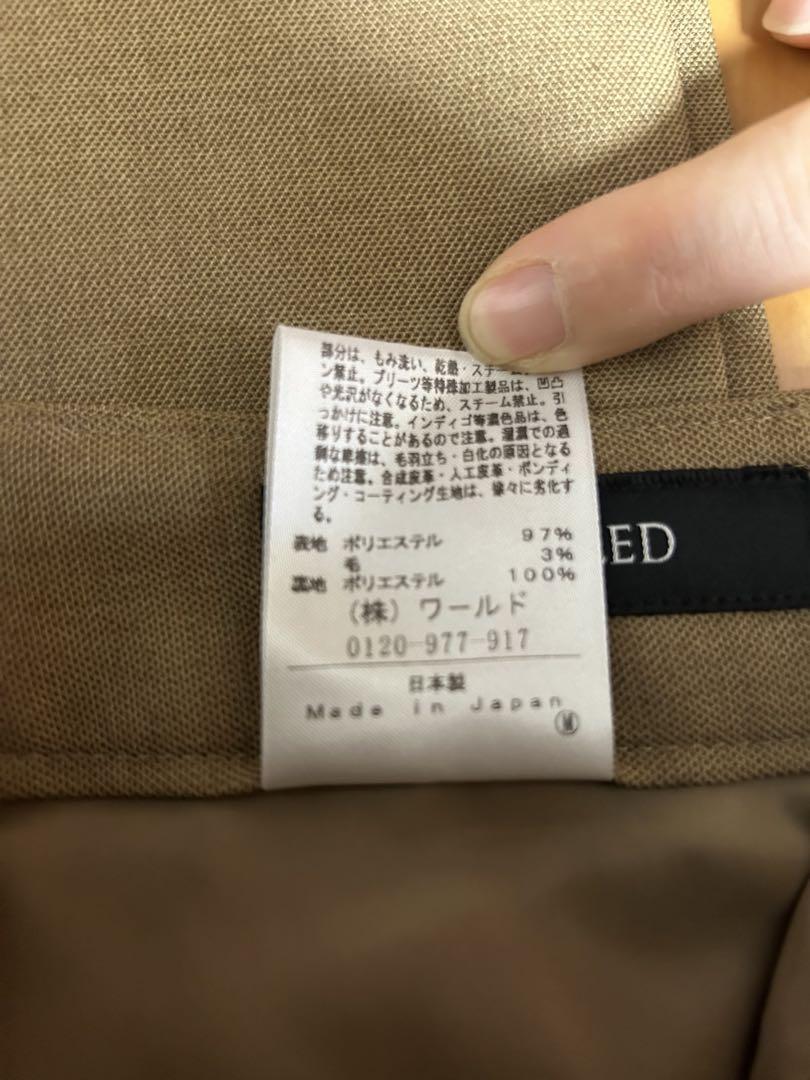 部分は、もみ洗い、乾熱・スチーム
ン禁止。プリーツ等特殊加工製品は、凹凸
や光沢がなくなるため、スチーム禁止。引
っかけに注意。インディゴ等濃色品は、色
移りすることがあるので注意。湿潤での過
剰な摩擦は、毛羽立ち・白化の原因となる
ため注意。合成皮革・人工皮革・ボンディ
ング・コーティング生地は、徐々に劣化す
る。
表地 ポリエステル 97%
毛 3%
裏地 ポリエステル 100%
(株)ワールド
0120-977-917
日本製
Made in Japan
Ⓜ
ED